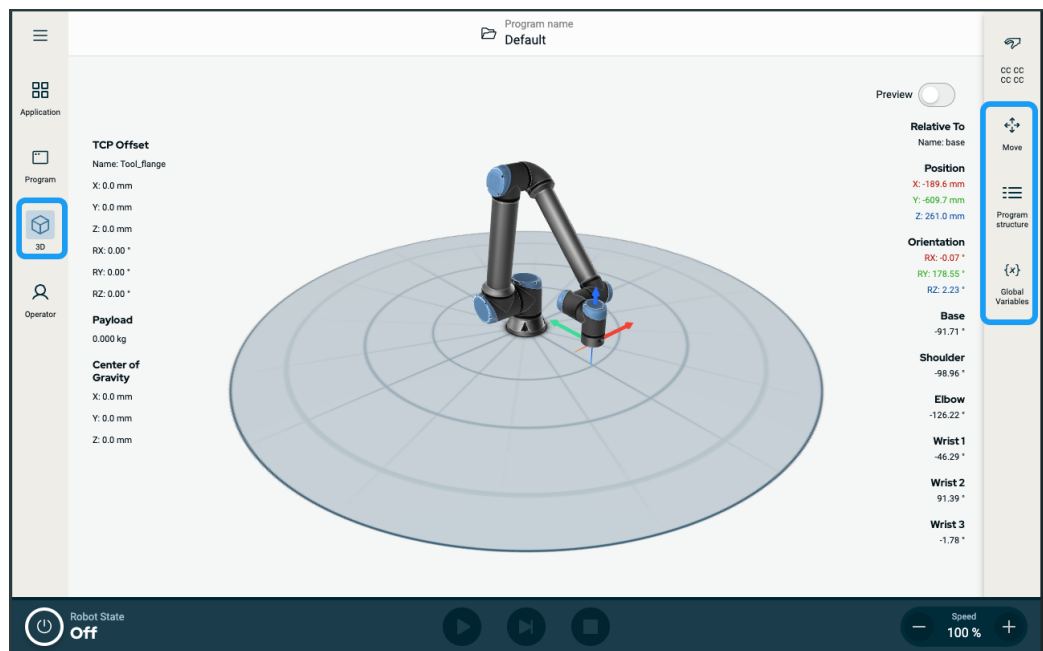 Program name
Default
CC CC
CC CC
Application
Program
3D
Operator
TCP Offset
Name: Tool_flange
X: 0.0 mm
Y: 0.0 mm
Z: 0.0 mm
RX: 0.00 °
RY: 0.00 °
RZ: 0.00 °
Payload
0.000 kg
Center of
Gravity
X: 0.0 mm
Y: 0.0 mm
Z: 0.0 mm
Preview
Relative To
Name: base
Position
X: -189.6 mm
Y: -609.7 mm
Z: 261.0 mm
Orientation
RX: -0.07 °
RY: 178.55 °
RZ: 2.23 °
Base
-91.71 °
Shoulder
-98.96 °
Elbow
-126.22 °
Wrist 1
-46.29 °
Wrist 2
91.39 °
Wrist 3
-1.78 °
Move
Program
structure
{x}
Global
Variables
Robot State
Off
Speed
100 %